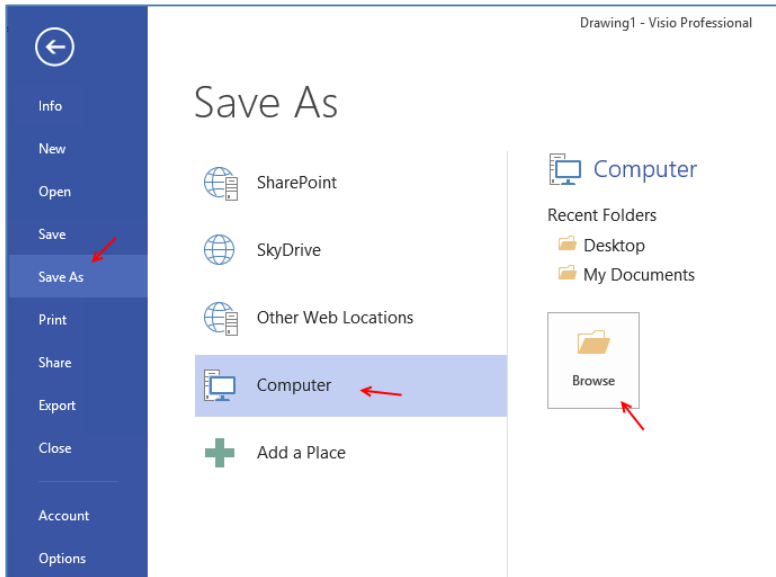 Drawing1 - Visio Professional
Info
New
Open
Save
Save As
Print
Share
Export
Close
Account
Options
Save As
SharePoint
SkyDrive
Other Web Locations
Computer
Add a Place
Computer
Recent Folders
Desktop
My Documents
Browse